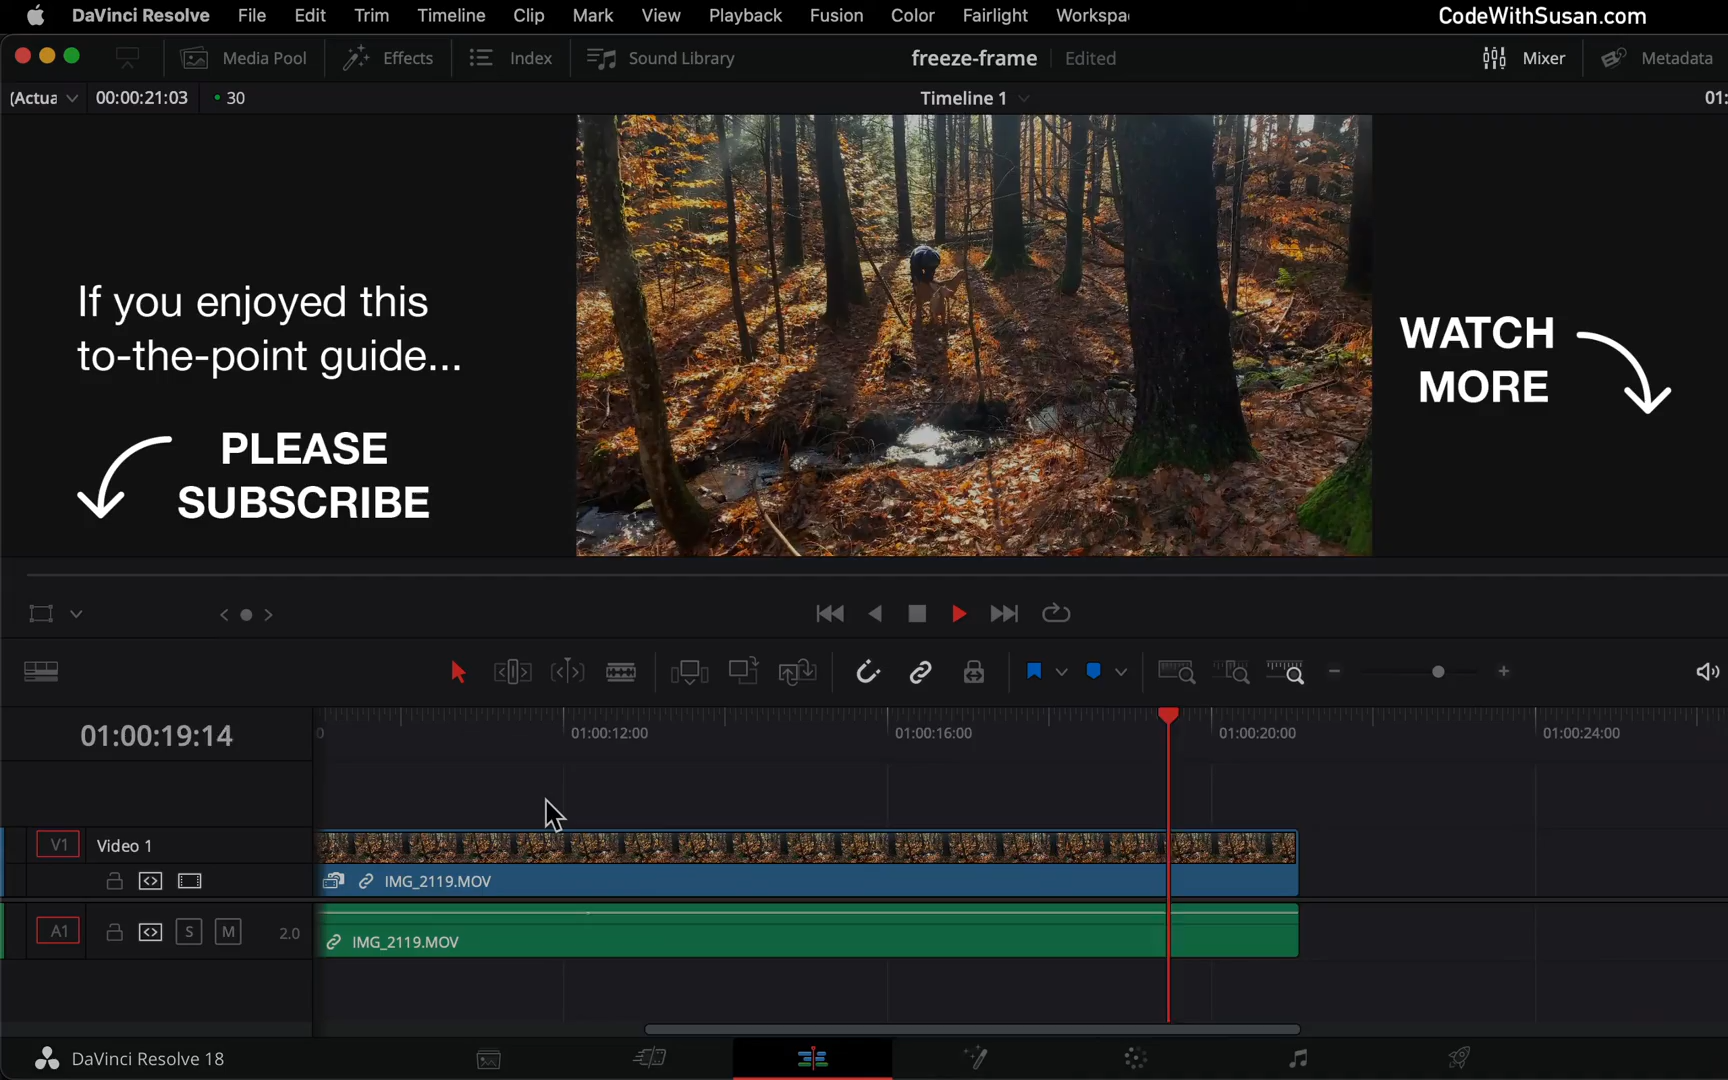 DaVinci Resolve File Edit Trim Timeline Clip Mark View Playback Fusion Color Fairlight CodeWithSusan.com
Media Pool Effects Index Sound Library freeze-frame Edited Mixer Metadata
00:00:21:03 30 Timeline 1 01:
If you enjoyed this
to-the-point guide...
PLEASE
SUBSCRIBE
WATCH
MORE
01:00:19:14 01:00:12:00 01:00:16:00 01:00:20:00 01:00:24:00
V1 Video 1
IMG_2119.MOV
A1 S M 2.0
IMG_2119.MOV
DaVinci Resolve 18